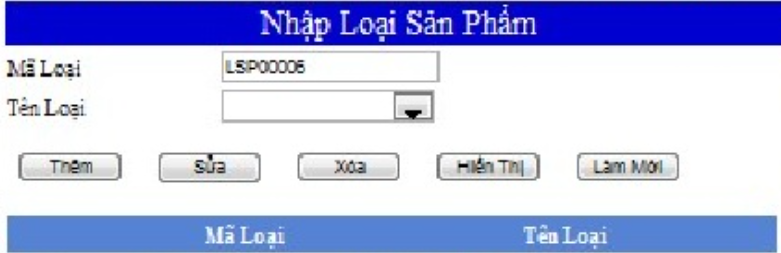 Nhập Loại Sản Phẩm
Mã Loại LSP00006
Tên Loại
Thêm Sửa Xóa Hiển Thị Làm Mới
Mã Loại Tên Loại